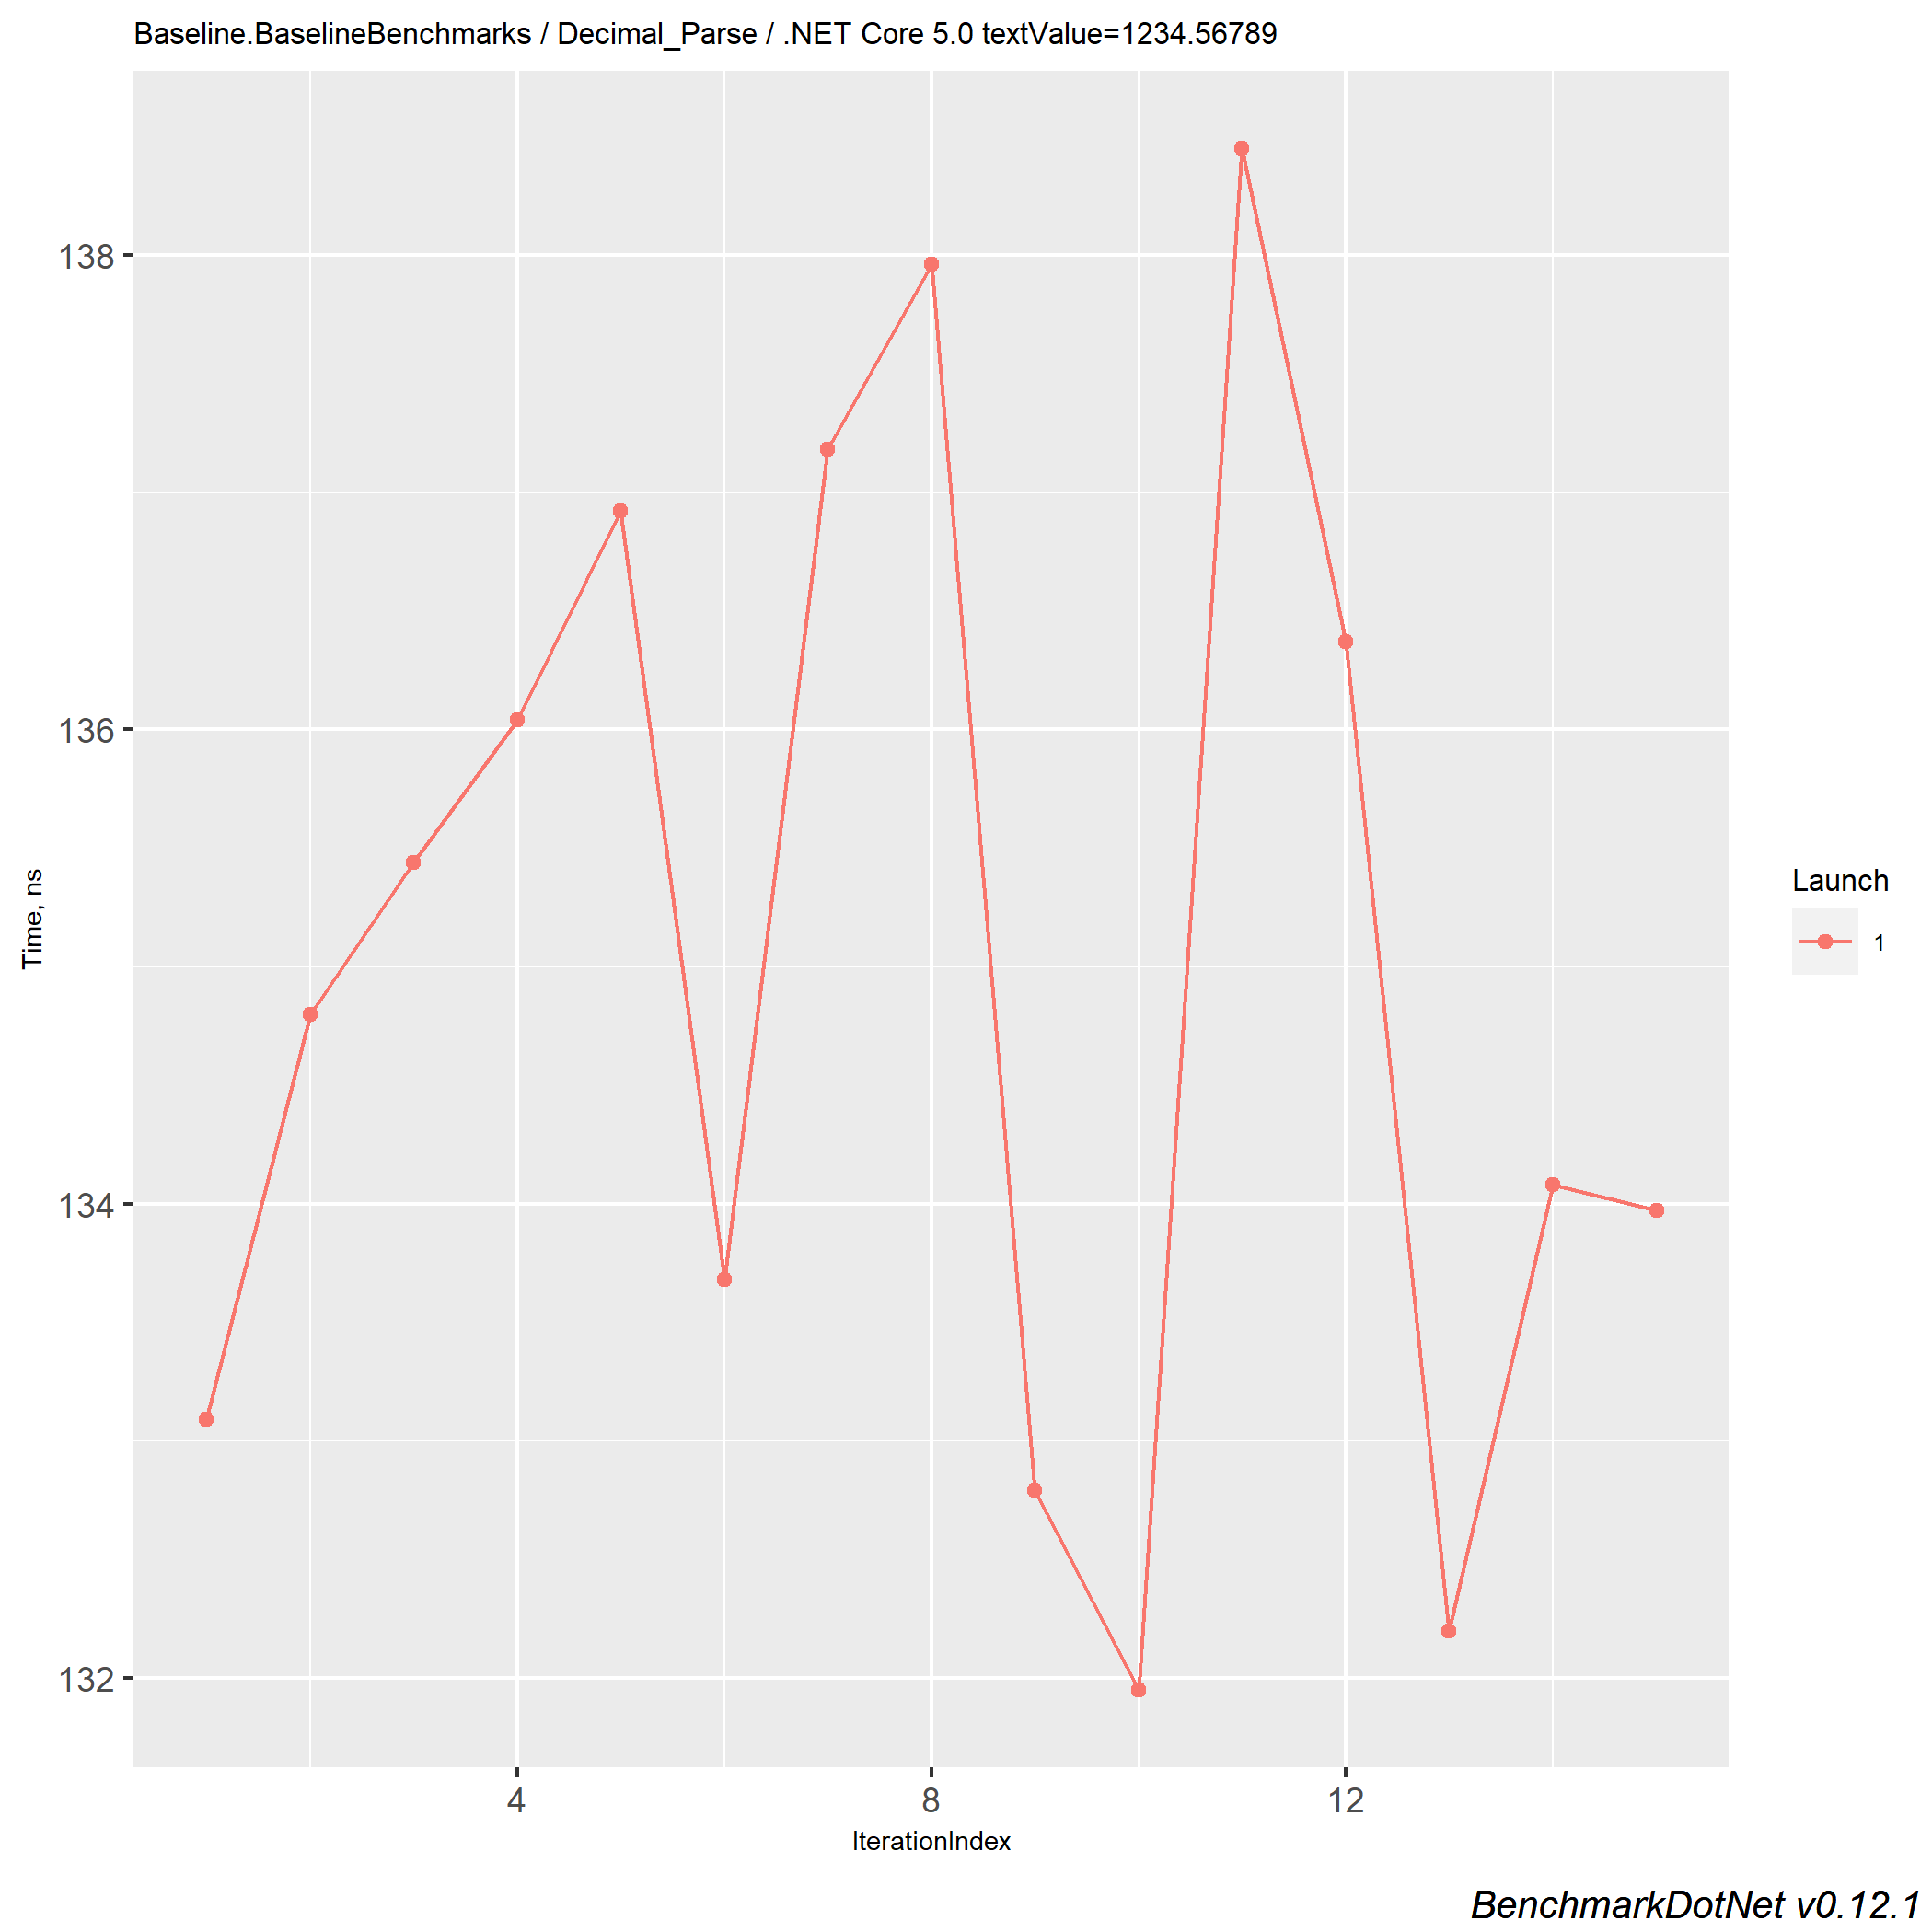 Baseline.BaselineBenchmarks / Decimal_Parse / .NET Core 5.0 textValue=1234.56789
138
136
134
132
Time, ns
4 8 12
IterationIndex
Launch
1
BenchmarkDotNet v0.12.1